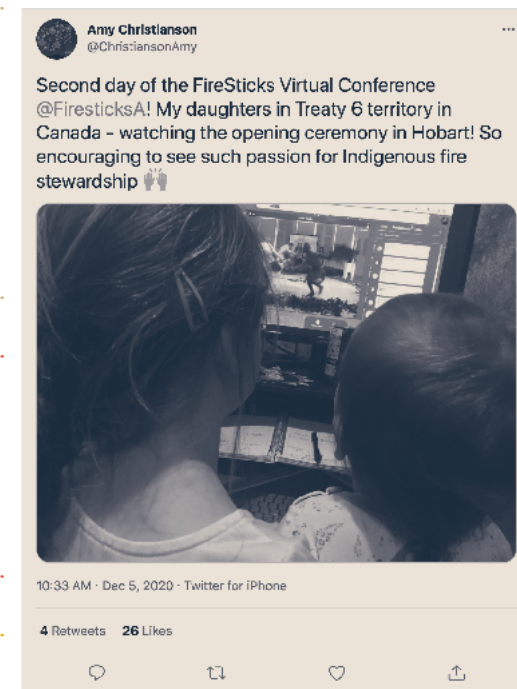 Amy Christianson
@ChristiansonAmy
Second day of the FireSticks Virtual Conference
@FiresticksA! My daughters in Treaty 6 territory in
Canada - watching the opening ceremony in Hobart! So
encouraging to see such passion for Indigenous fire
stewardship 🙌
10:33 AM · Dec 5, 2020 · Twitter for iPhone
4 Retweets 26 Likes